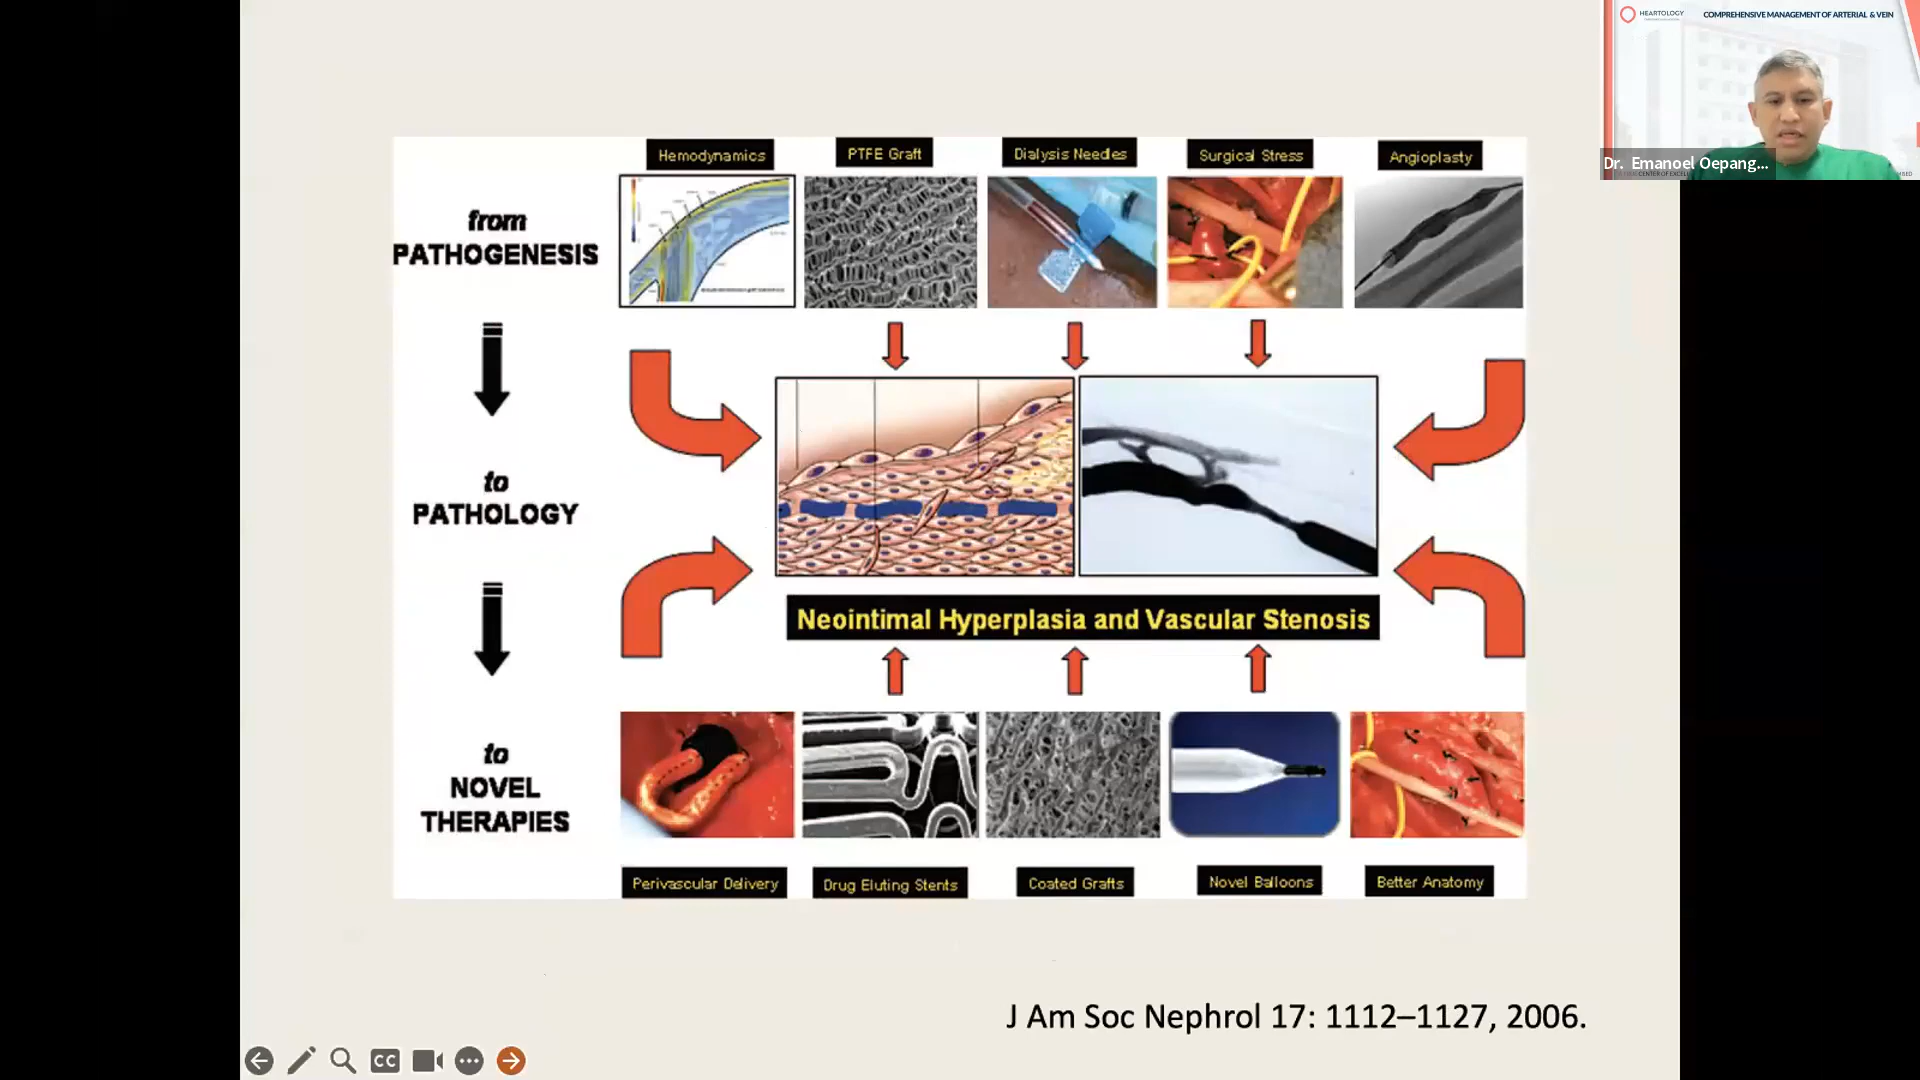 HEARTOLOGY
COMPREHENSIVE MANAGEMENT OF ARTERIAL & VEIN
Dr. Emanoel Oepang...
Hemodynamics
PTFE Graft
Dialysis Needles
Surgical Stress
Angioplasty
from
PATHOGENESIS
to
PATHOLOGY
Neointimal Hyperplasia and Vascular Stenosis
to
NOVEL
THERAPIES
Perivascular Delivery
Drug Eluting Stents
Coated Grafts
Novel Balloons
Better Anatomy
J Am Soc Nephrol 17: 1112–1127, 2006.
CC